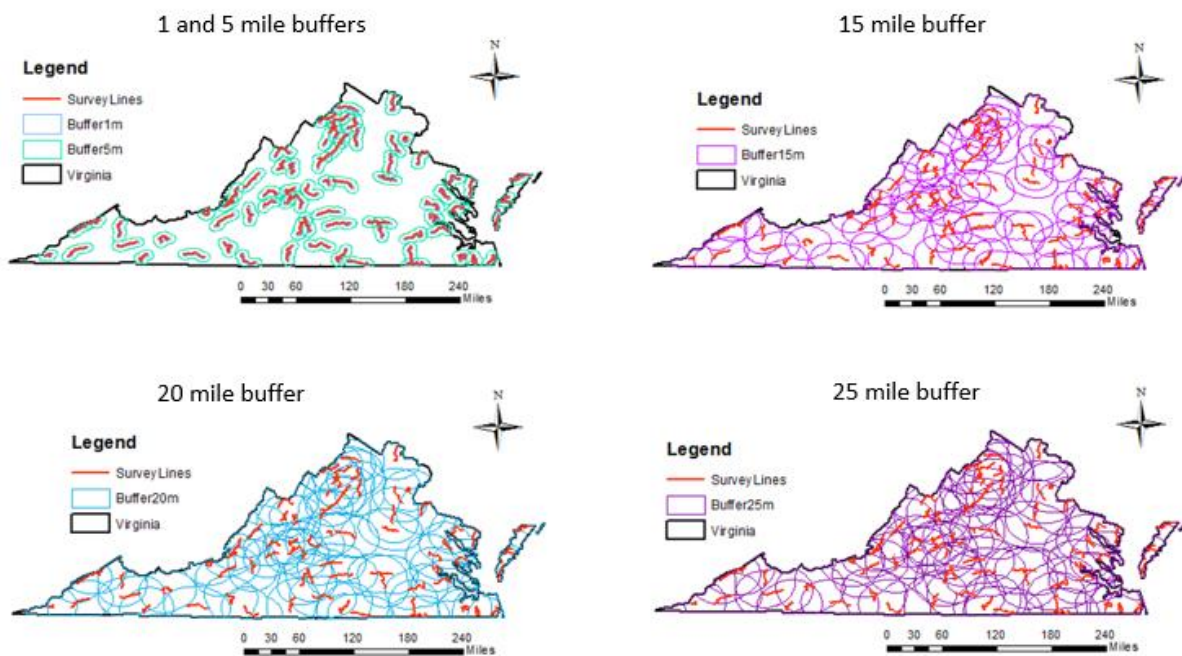 1 and 5 mile buffers
N
Legend
Survey Lines
Buffer1m
Buffer5m
Virginia
0 30 60 120 180 240
Miles
15 mile buffer
N
Legend
Survey Lines
Buffer15m
Virginia
0 30 60 120 180 240
Miles
20 mile buffer
N
Legend
Survey Lines
Buffer20m
Virginia
0 30 60 120 180 240
Miles
25 mile buffer
N
Legend
Survey Lines
Buffer25m
Virginia
0 30 60 120 180 240
Miles